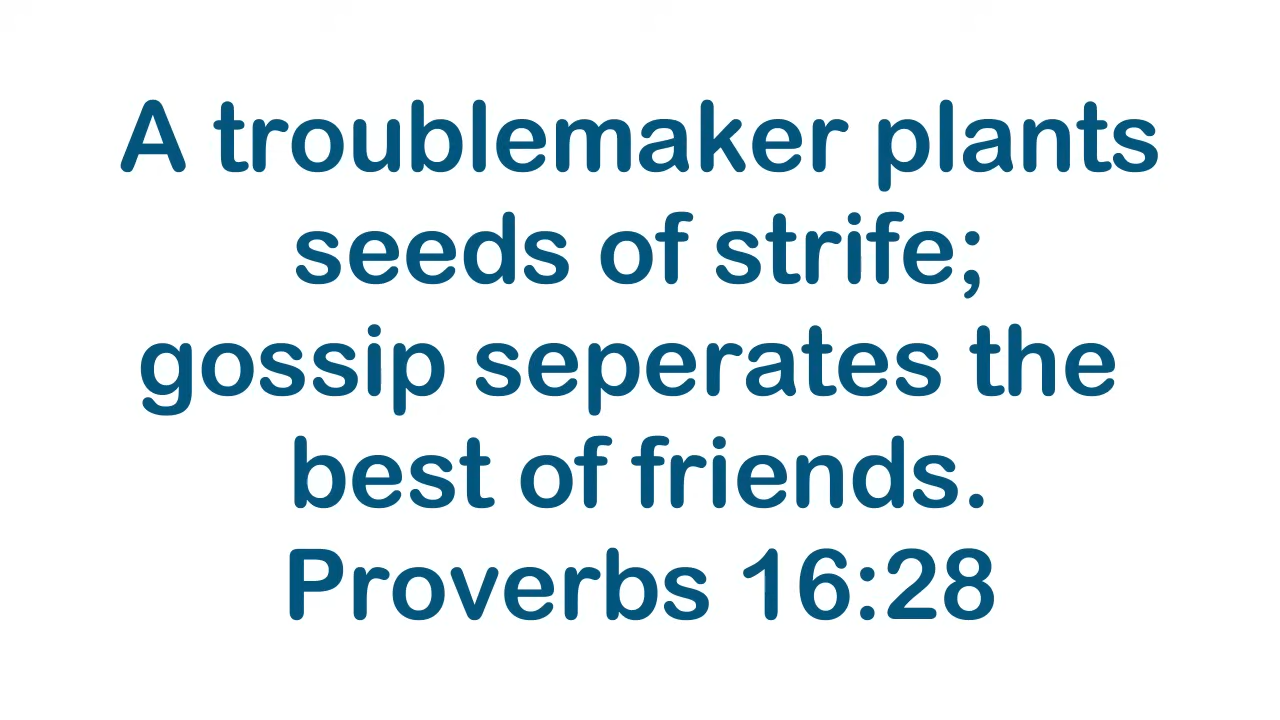 A troublemaker plants
seeds of strife;
gossip seperates the
best of friends.
Proverbs 16:28